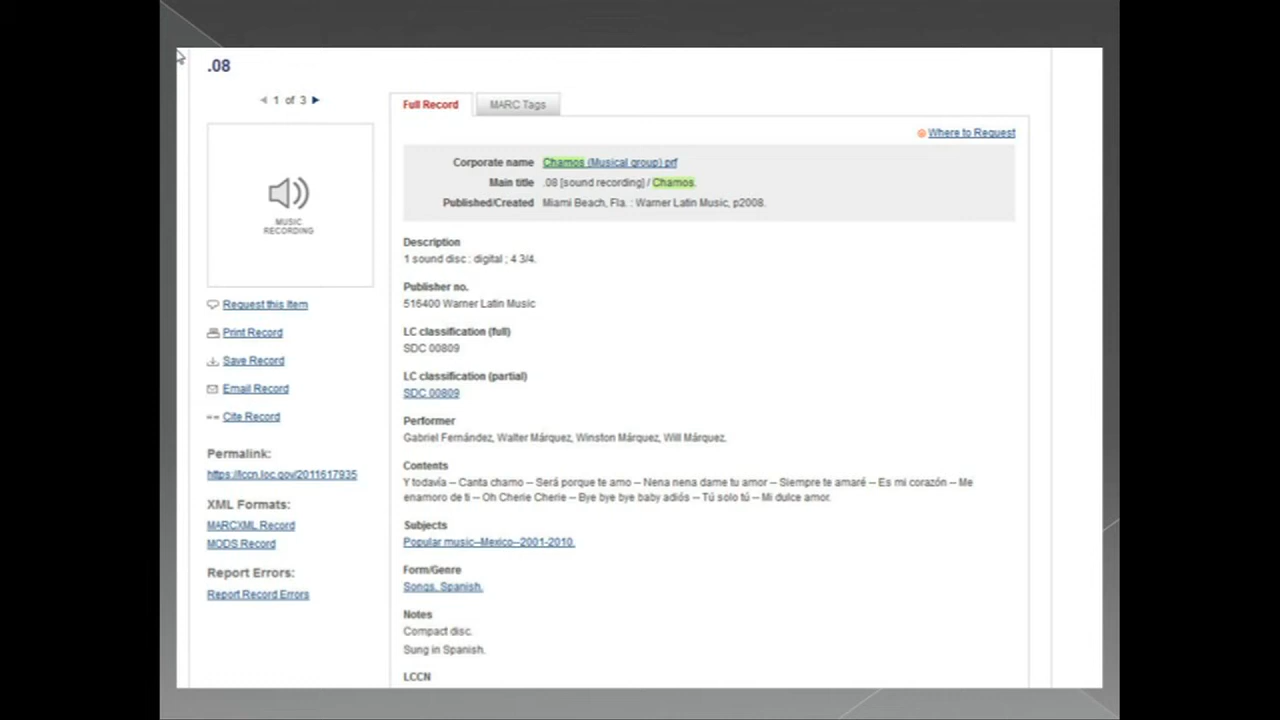 .08
1 of 3
Full Record
MARC Tags
Where to Request
Corporate name Chamos (Musical group) prf
Main title .08 [sound recording] / Chamos.
Published/Created Miami Beach, Fla. : Warner Latin Music, p2008.
MUSIC
RECORDING
Request this Item
Print Record
Save Record
Email Record
Cite Record
Permalink:
https://lccn.loc.gov/2011617935
XML Formats:
MARCXML Record
MODS Record
Report Errors:
Report Record Errors
Description
1 sound disc : digital ; 4 3/4.
Publisher no.
516400 Warner Latin Music
LC classification (full)
SDC 00809
LC classification (partial)
SDC 00809
Performer
Gabriel Fernández, Walter Márquez, Winston Márquez, Will Márquez.
Contents
Y todavía -- Canta chamo -- Será porque te amo -- Nena nena dame tu amor -- Siempre te amaré -- Es mi corazón -- Me
enamoro de ti -- Oh Cherie Cherie -- Bye bye bye baby adiós -- Tú solo tú -- Mi dulce amor.
Subjects
Popular music--Mexico--2001-2010.
Form/Genre
Songs, Spanish.
Notes
Compact disc.
Sung in Spanish.
LCCN